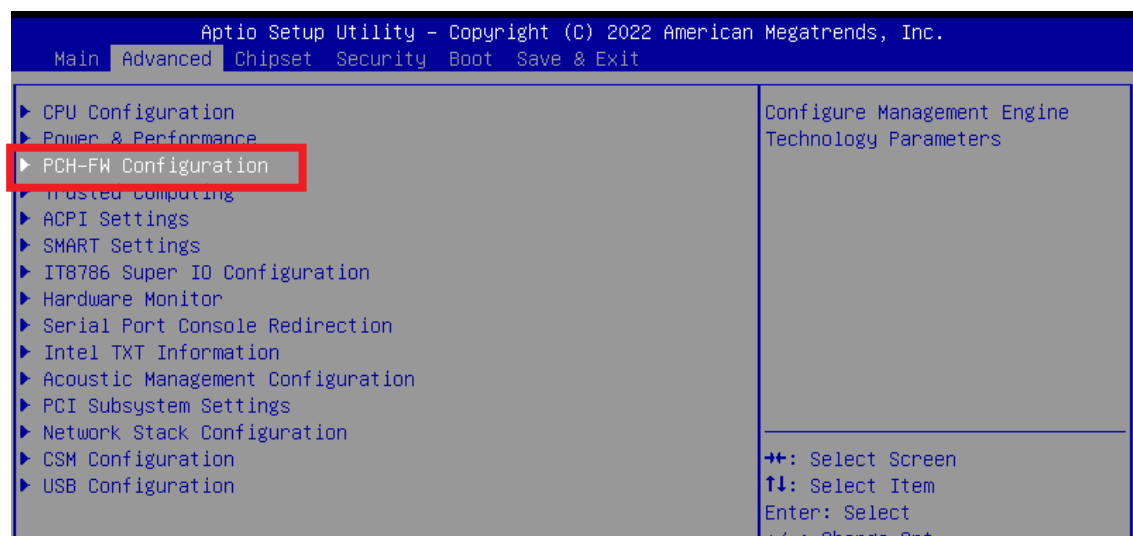 Aptio Setup Utility – Copyright (C) 2022 American Megatrends, Inc.
Main Advanced Chipset Security Boot Save & Exit
▶ CPU Configuration
▶ Power & Performance
▶ PCH-FW Configuration
▶ Trusted Computing
▶ ACPI Settings
▶ SMART Settings
▶ IT8786 Super IO Configuration
▶ Hardware Monitor
▶ Serial Port Console Redirection
▶ Intel TXT Information
▶ Acoustic Management Configuration
▶ PCI Subsystem Settings
▶ Network Stack Configuration
▶ CSM Configuration
▶ USB Configuration
Configure Management Engine
Technology Parameters
→←: Select Screen
↑↓: Select Item
Enter: Select
+/-: Change Opt.